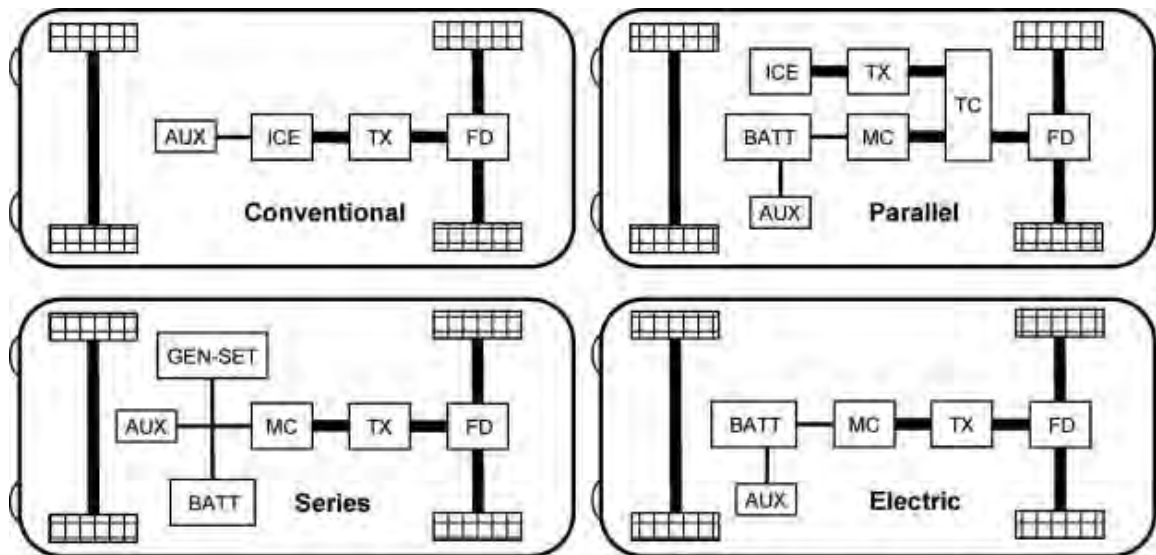 AUX ICE TX FD
Conventional
ICE TX
TC
BATT MC FD
AUX Parallel
GEN-SET
AUX MC TX FD
BATT Series
BATT MC TX FD
AUX Electric